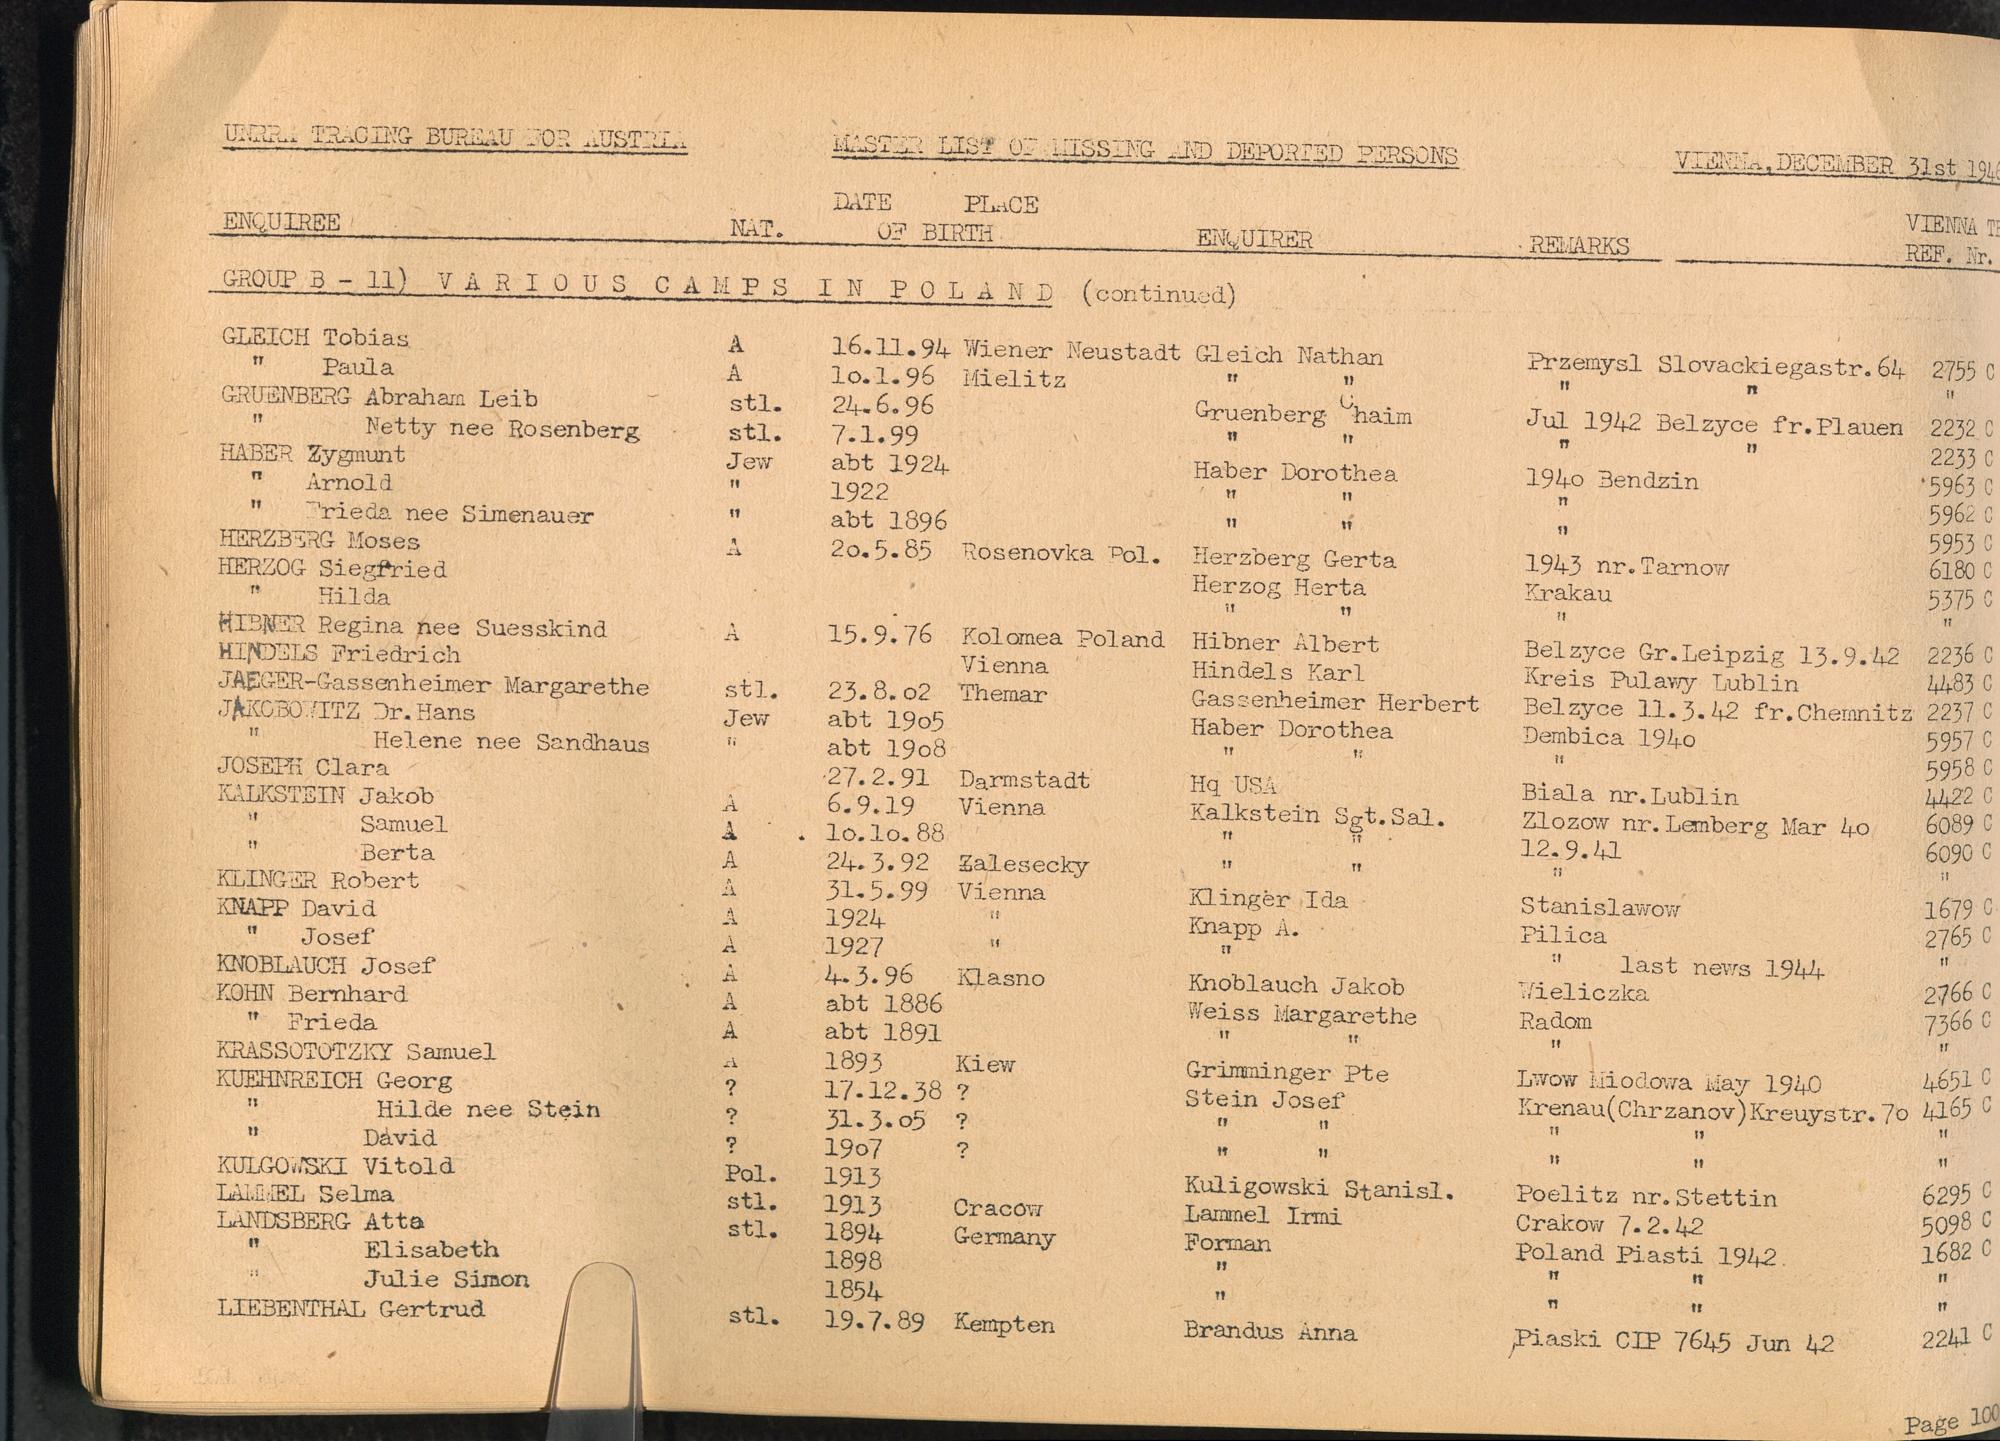 UNRRA TRACING BUREAU FOR AUSTRIA MASTER LIST OF MISSING AND DEPORTED PERSONS VIENNA, DECEMBER 31st 1946
DATE PLACE
ENQUIREE NAT. OF BIRTH ENQUIRER REMARKS VIENNA
REF. Nr.
GROUP B - 11) VARIOUS CAMPS IN POLAND (continued)
GLEICH Tobias A 16.11.94 Wiener Neustadt Gleich Nathan Przemysl Slovackiegastr.64 2755 C
" Paula A 10.1.96 Mielitz " " " " "
GRUENBERG Abraham Leib stl. 24.6.96 Gruenberg Chaim Jul 1942 Belzyce fr.Plauen 2232 C
" Netty nee Rosenberg stl. 7.1.99 " " " " 2233 C
HABER Zygmunt Jew abt 1924 Haber Dorothea 1940 Bendzin 5963 C
" Arnold " 1922 " " " 5962 C
" Frieda nee Simenauer " abt 1896 " " " 5953 C
HERZBERG Moses A 20.5.85 Rosenovka Pol. Herzberg Gerta 1943 nr.Tarnow 6180 C
HERZOG Siegfried Herzog Herta Krakau 5375 C
" Hilda " " " "
HIBNER Regina nee Suesskind A 15.9.76 Kolomea Poland Hibner Albert Belzyce Gr.Leipzig 13.9.42 2236 C
HINDELS Friedrich Vienna Hindels Karl Kreis Pulawy Lublin 4483 C
JAEGER-Gassenheimer Margarethe stl. 23.8.02 Themar Gassenheimer Herbert Belzyce 11.3.42 fr.Chemnitz 2237 C
JAKOBOWITZ Dr.Hans Jew abt 1905 Haber Dorothea Dembica 1940 5957 C
" Helene nee Sandhaus " abt 1908 " " " 5958 C
JOSEPH Clara 27.2.91 Darmstadt Hq USA Biala nr.Lublin 4422 C
KALKSTEIN Jakob A 6.9.19 Vienna Kalkstein Sgt.Sal. Zlozow nr.Lemberg Mar 40 6089 C
" Samuel A 10.10.88 " " 12.9.41 6090 C
" Berta A 24.3.92 Zalesecky " " " "
KLINGER Robert A 31.5.99 Vienna Klinger Ida Stanislawow 1679 C
KNAPP David A 1924 " Knapp A. Pilica 2765 C
" Josef A 1927 " " " last news 1944 "
KNOBLAUCH Josef A 4.3.96 Klasno Knoblauch Jakob Wieliczka 2766 C
KOHN Bernhard A abt 1886 Weiss Margarethe Radom 7366 C
" Frieda A abt 1891 " " " "
KRASSOTOTZKY Samuel A 1893 Kiew Grimminger Pte Lwow Miodowa May 1940 4651 C
KUEHNREICH Georg ? 17.12.38 ? Stein Josef Krenau(Chrzanov)Kreuystr.70 4165 C
" Hilde nee Stein ? 31.3.05 ? " " " " "
" David ? 1907 ? " " " " "
KULGOWSKI Vitold Pol. 1913 Kuligowski Stanisl. Poelitz nr.Stettin 6295 C
LAMMEL Selma stl. 1913 Cracow Lammel Irmi Crakow 7.2.42 5098 C
LANDSBERG Atta stl. 1894 Germany Forman Poland Piasti 1942 1682 C
" Elisabeth 1898 " " " "
" Julie Simon 1854 " " " "
LIEBENTHAL Gertrud stl. 19.7.89 Kempten Brandus Anna Piaski CIP 7645 Jun 42 2241 C
Page 100